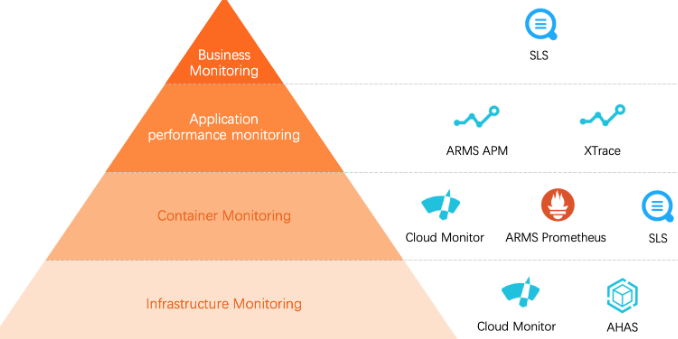 Business
Monitoring
SLS
Application
performance monitoring
ARMS APM
XTrace
Container Monitoring
Cloud Monitor
ARMS Prometheus
SLS
Infrastructure Monitoring
Cloud Monitor
AHAS